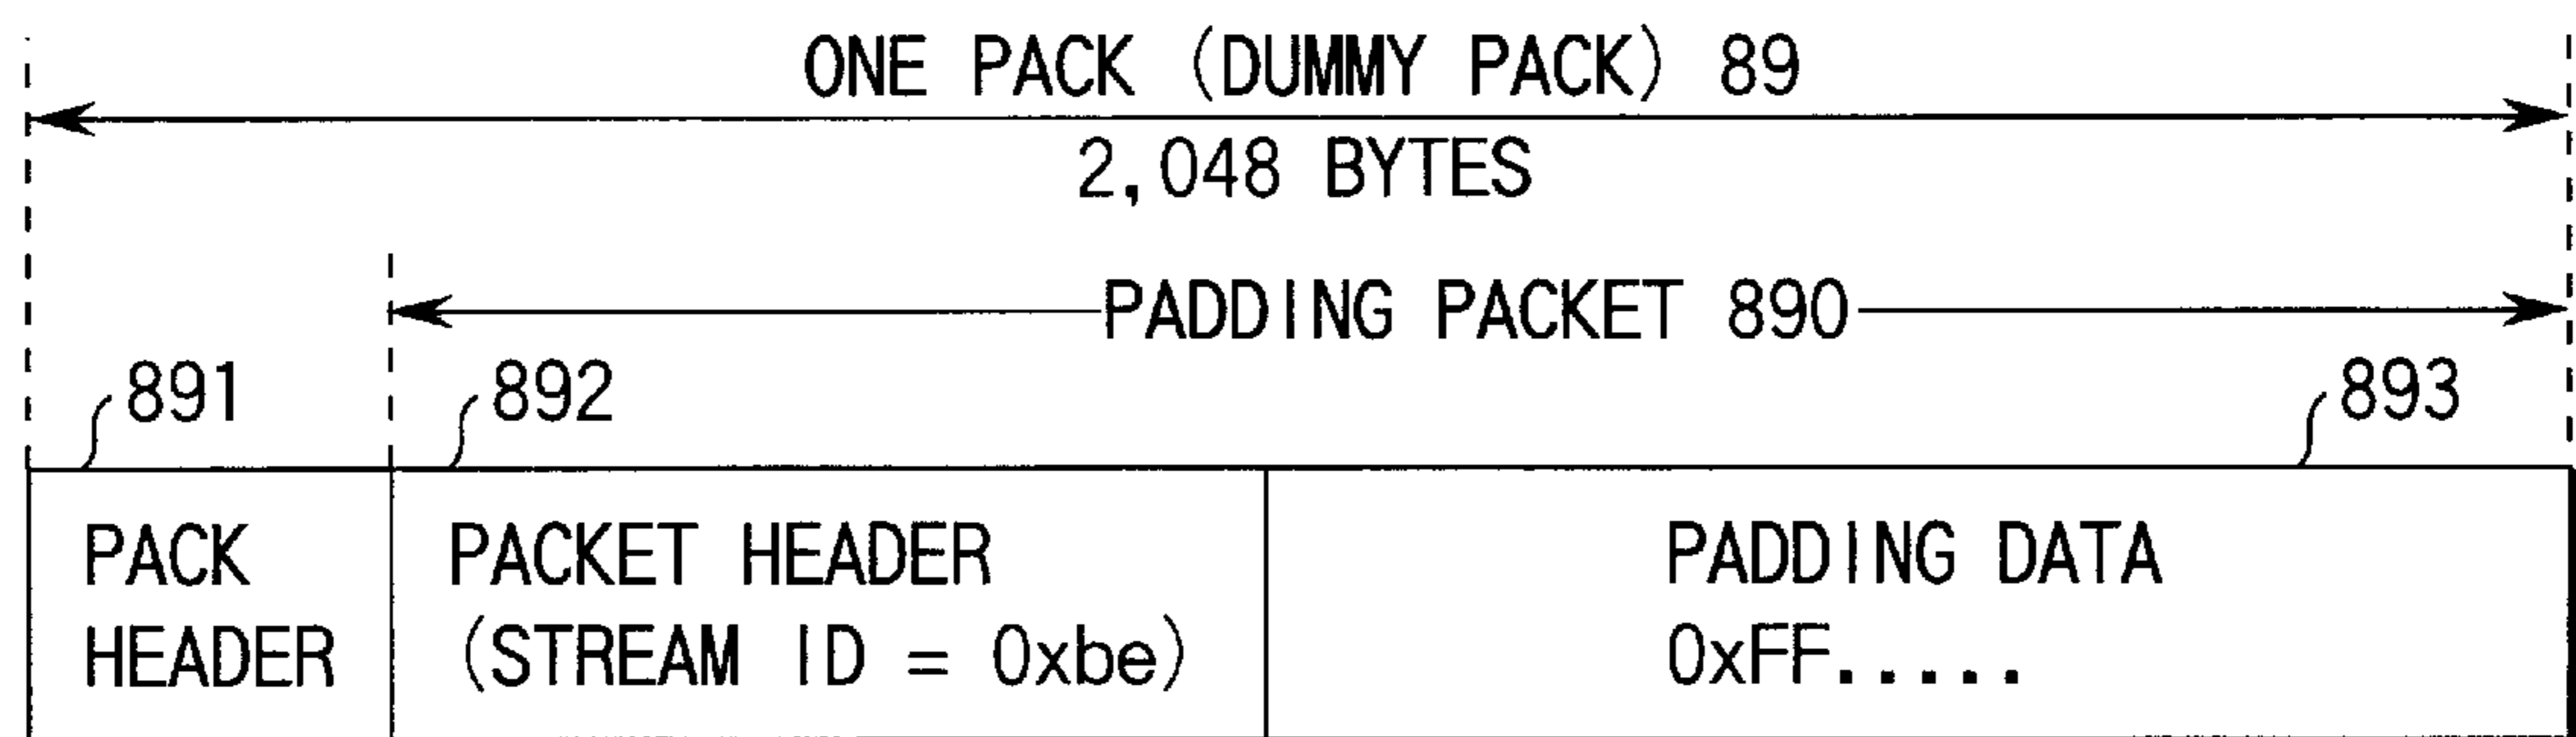 ONE PACK (DUMMY PACK) 89
2,048 BYTES
PADDING PACKET 890
891
892
893
PACK
HEADER
PACKET HEADER
(STREAM ID = 0xbe)
PADDING DATA
0xFF.....